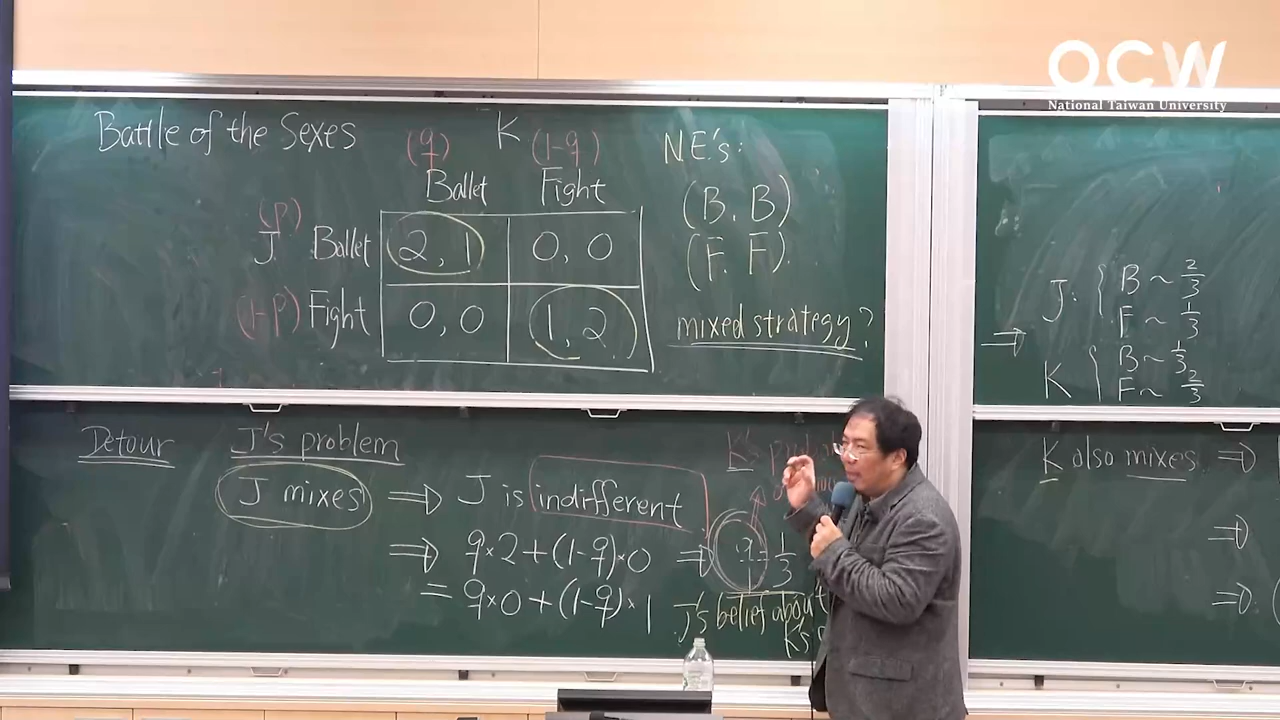 OCW
National Taiwan University
Battle of the Sexes
K
(q) (1-q)
Ballet Fight
(p)
J Ballet 2, 1 0, 0
(1-p) Fight 0, 0 1, 2
N.E.'s:
(B, B)
(F, F)
mixed strategy?
⇒ J: { B ~ 2/3
F ~ 1/3
K { B ~ 1/3
F ~ 2/3
Detour J's problem
J mixes ⇒ J is indifferent
⇒ q×2+(1-q)×0 ⇒ q = 1/3
= q×0+(1-q)×1
J's belief about
K's
K's
K also mixes ⇒
⇒
⇒